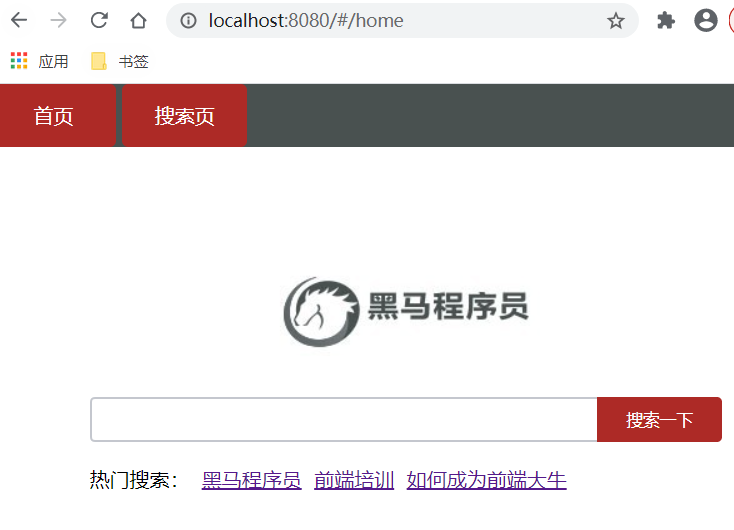 localhost:8080/#/home
应用 书签
首页 搜索页
黑马程序员
搜索一下
热门搜索： 黑马程序员 前端培训 如何成为前端大牛